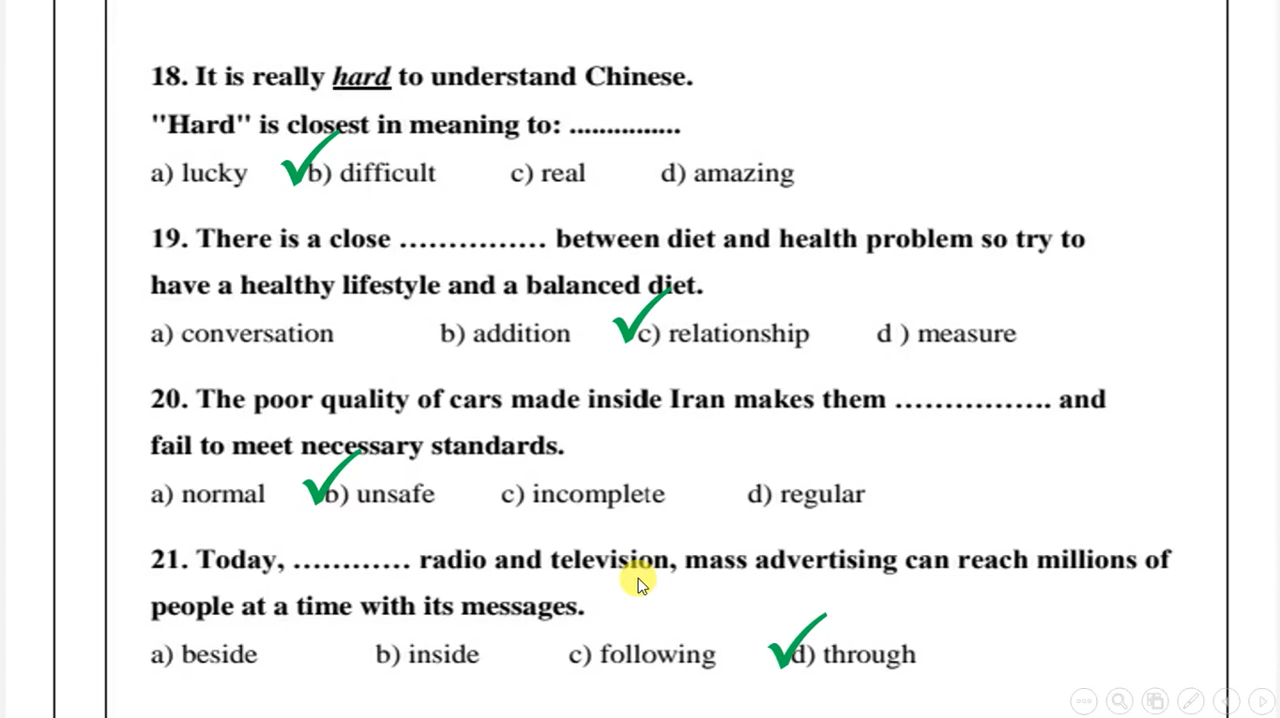 18. It is really hard to understand Chinese.
"Hard" is closest in meaning to: ...............
a) lucky b) difficult c) real d) amazing
19. There is a close …………… between diet and health problem so try to
have a healthy lifestyle and a balanced diet.
a) conversation b) addition c) relationship d ) measure
20. The poor quality of cars made inside Iran makes them ……………. and
fail to meet necessary standards.
a) normal b) unsafe c) incomplete d) regular
21. Today, ………… radio and television, mass advertising can reach millions of
people at a time with its messages.
a) beside b) inside c) following d) through